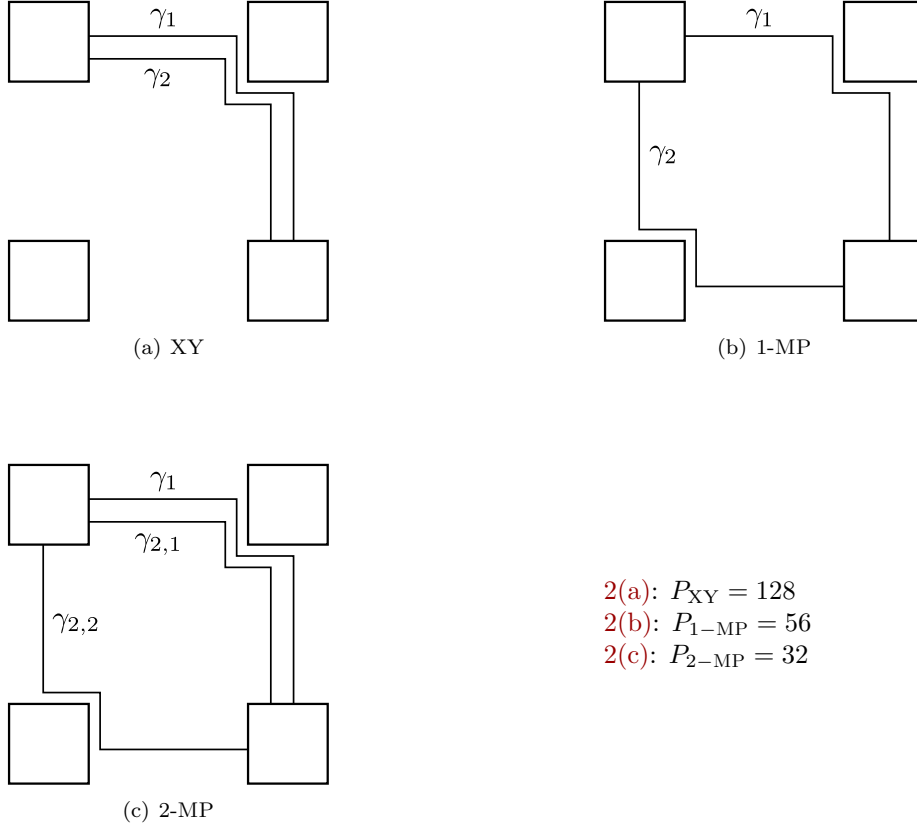 γ1
γ2
(a) XY
γ1
γ2
(b) 1-MP
γ1
γ2,1
γ2,2
(c) 2-MP
2(a): PXY = 128
2(b): P1−MP = 56
2(c): P2−MP = 32